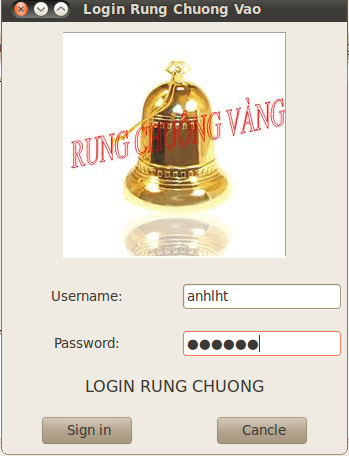 Login Rung Chuong Vao
RUNG CHUÔNG VÀNG
Username:
anhlht
Password:
●●●●●●
LOGIN RUNG CHUONG
Sign in
Cancle